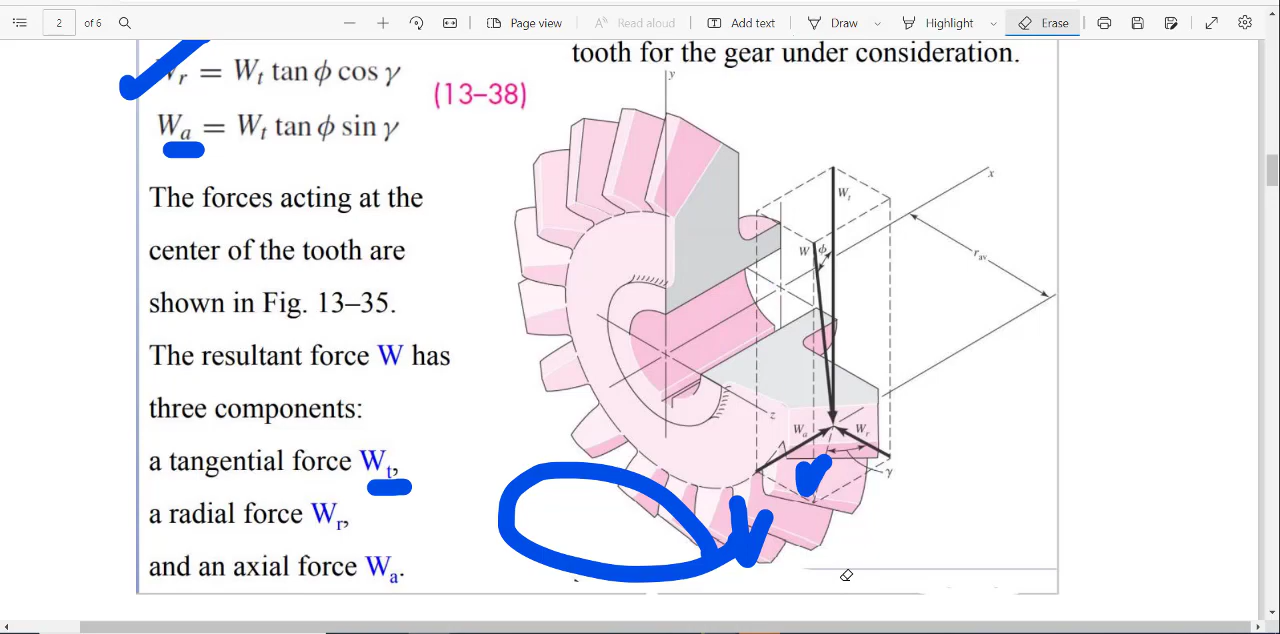 2 of 6 Page view Read aloud Add text Draw Highlight Erase
tooth for the gear under consideration.
= Wt tan ϕ cos γ
(13–38)
Wa = Wt tan ϕ sin γ
The forces acting at the
center of the tooth are
shown in Fig. 13–35.
The resultant force W has
three components:
a tangential force Wt,
a radial force Wr,
and an axial force Wa.
y
x
Wt
W ϕ
rav
z
Wa
Wr
γ